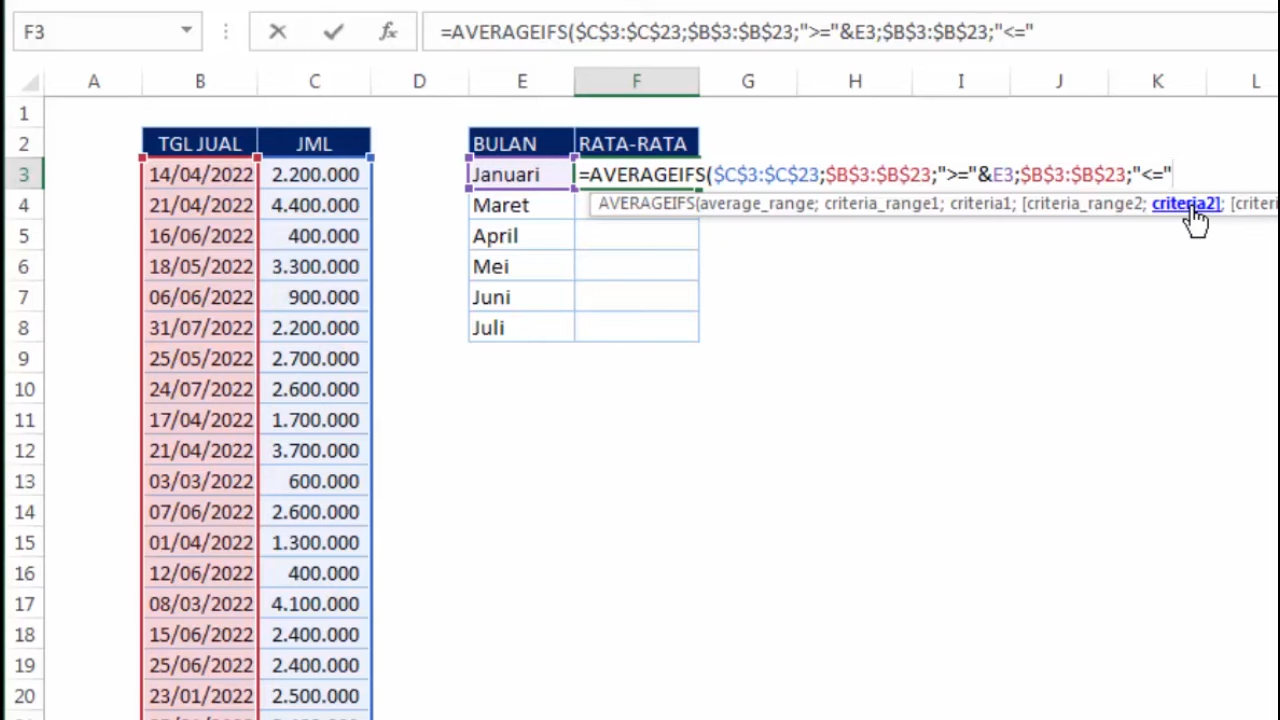 F3 fx =AVERAGEIFS($C$3:$C$23;$B$3:$B$23;">="&E3;$B$3:$B$23;"<="
A B C D E F G H I J K L
1
2 TGL JUAL JML BULAN RATA-RATA
3 14/04/2022 2.200.000 Januari =AVERAGEIFS($C$3:$C$23;$B$3:$B$23;">="&E3;$B$3:$B$23;"<="
4 21/04/2022 4.400.000 Maret AVERAGEIFS(average_range; criteria_range1; criteria1; [criteria_range2; criteria2]; [criteri
5 16/06/2022 400.000 April
6 18/05/2022 3.300.000 Mei
7 06/06/2022 900.000 Juni
8 31/07/2022 2.200.000 Juli
9 25/05/2022 2.700.000
10 24/07/2022 2.600.000
11 17/04/2022 1.700.000
12 21/04/2022 3.700.000
13 03/03/2022 600.000
14 07/06/2022 2.600.000
15 01/04/2022 1.300.000
16 12/06/2022 400.000
17 08/03/2022 4.100.000
18 15/06/2022 2.400.000
19 25/06/2022 2.400.000
20 23/01/2022 2.500.000